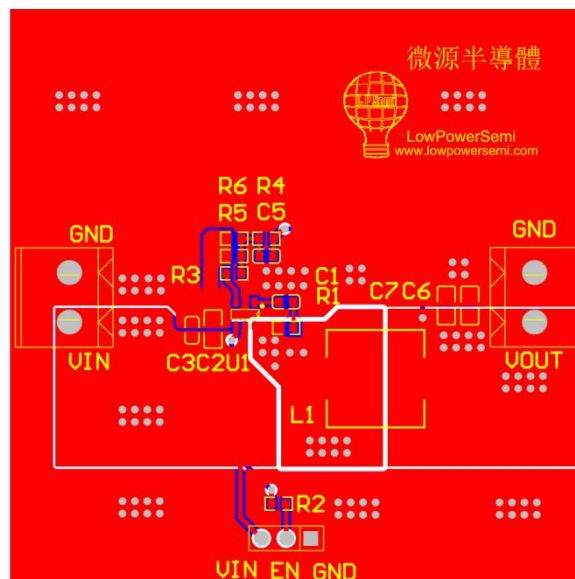 微源半導體
LPSemi
LowPowerSemi
www.lowpowersemi.com
R6 R4
R5 C5
GND
GND
R3
C1
R1
C7 C6
VIN
C3C2U1
VOUT
L1
R2
VIN EN GND